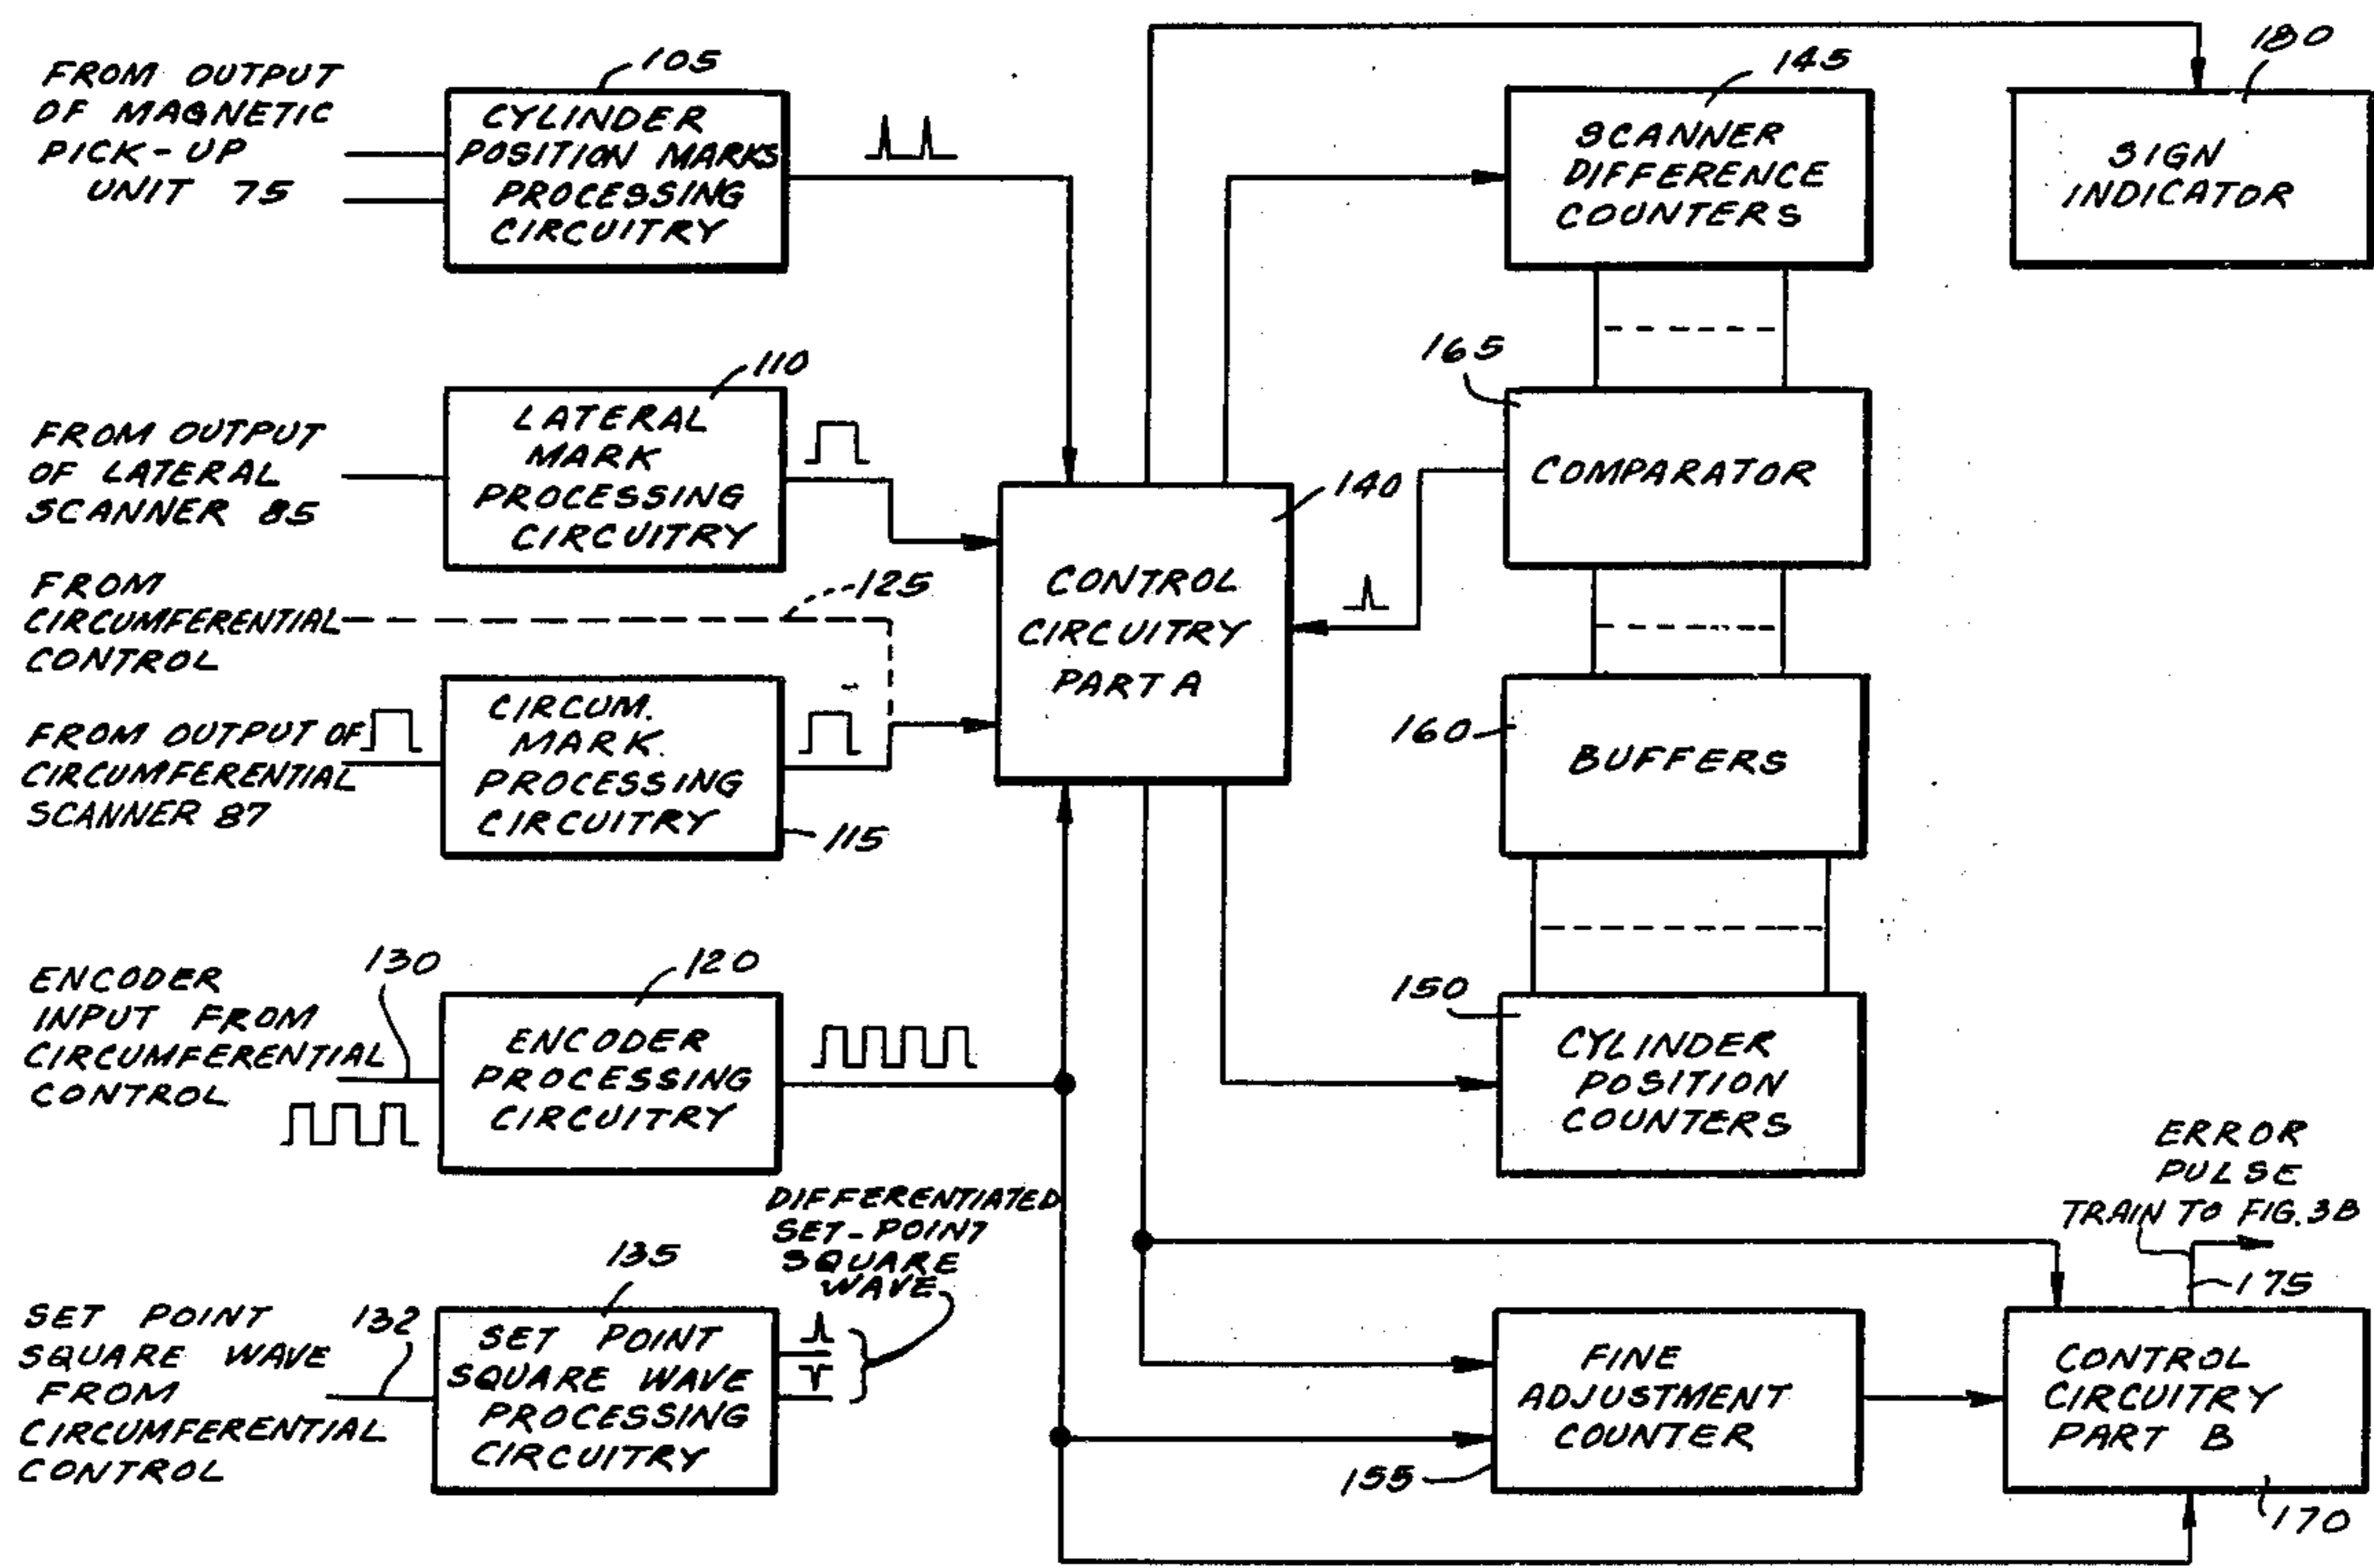 FROM OUTPUT
OF MAGNETIC
PICK-UP
UNIT 75
105
CYLINDER
POSITION MARKS
PROCESSING
CIRCUITRY
145
SCANNER
DIFFERENCE
COUNTERS
180
SIGN
INDICATOR
FROM OUTPUT
OF LATERAL
SCANNER 85
110
LATERAL
MARK
PROCESSING
CIRCUITRY
165
COMPARATOR
140
CONTROL
CIRCUITRY
PART A
FROM
CIRCUMFERENTIAL
CONTROL
125
FROM OUTPUT OF
CIRCUMFERENTIAL
SCANNER 87
CIRCUM.
MARK.
PROCESSING
CIRCUITRY
115
160
BUFFERS
ENCODER
INPUT FROM
CIRCUMFERENTIAL
CONTROL
130
120
ENCODER
PROCESSING
CIRCUITRY
150
CYLINDER
POSITION
COUNTERS
DIFFERENTIATED
SET-POINT
SQUARE
WAVE
ERROR
PULSE
TRAIN TO FIG. 3B
175
SET POINT
SQUARE WAVE
FROM
CIRCUMFERENTIAL
CONTROL
132
135
SET POINT
SQUARE WAVE
PROCESSING
CIRCUITRY
FINE
ADJUSTMENT
COUNTER
155
CONTROL
CIRCUITRY
PART B
170